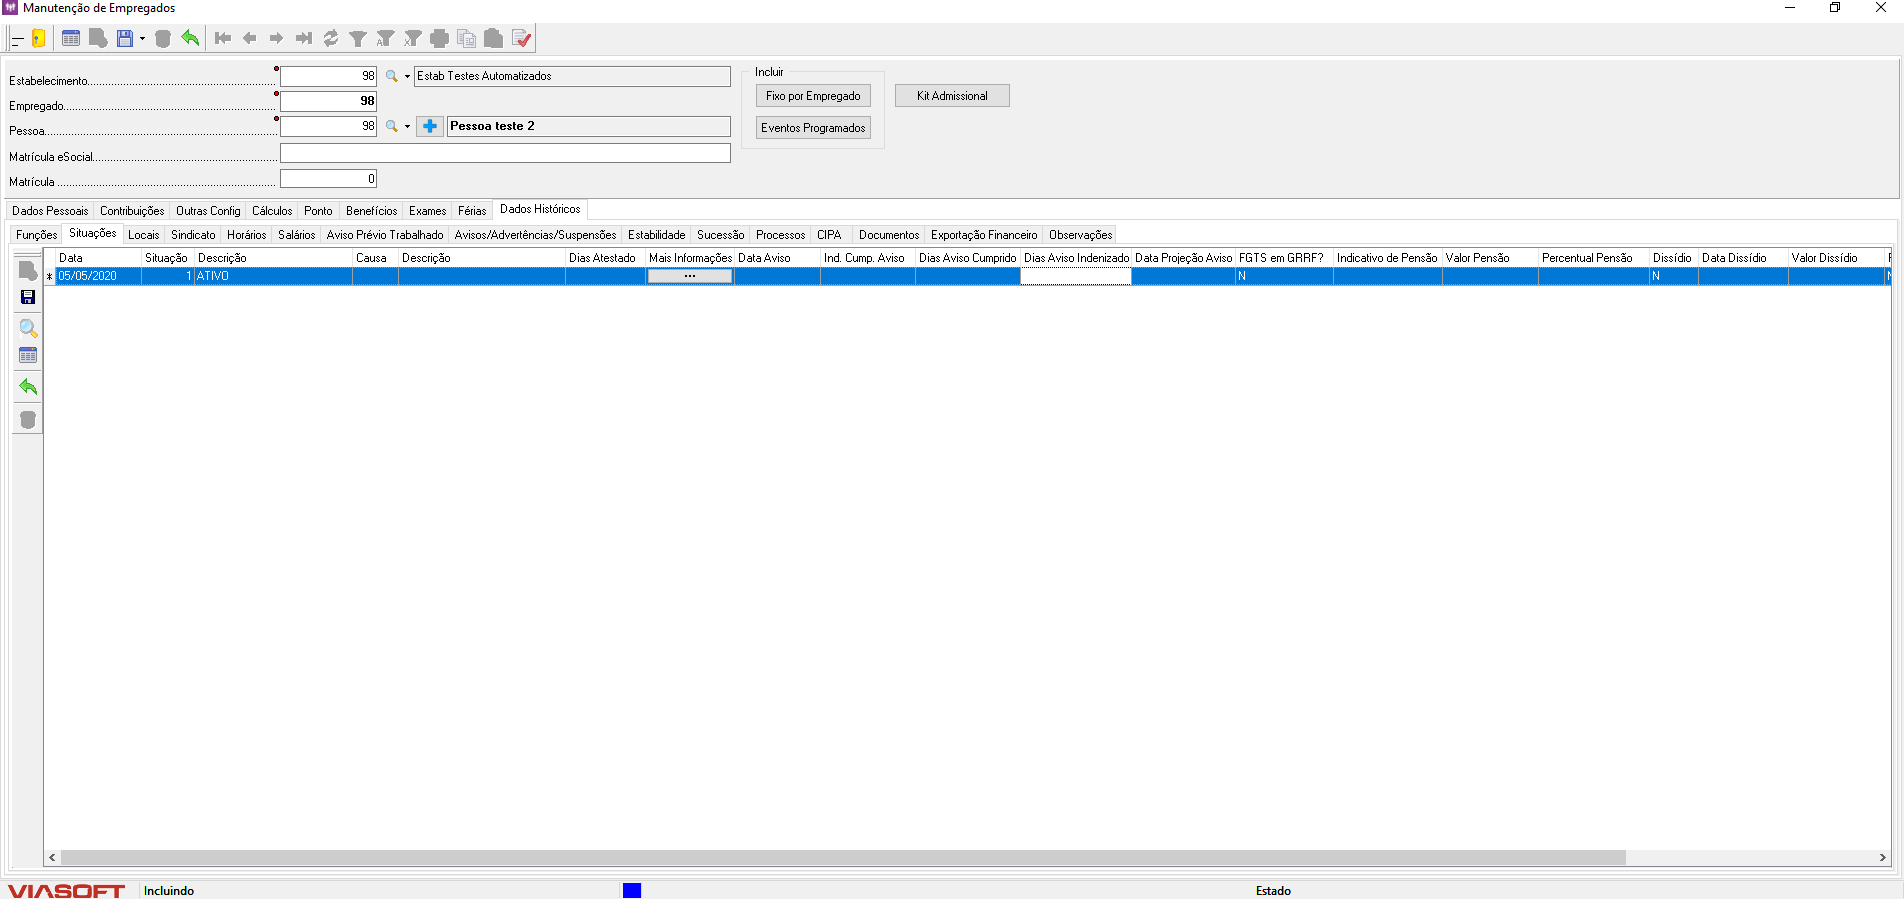 Manutenção de Empregados
Estabelecimento 98 Estab Testes Automatizados
Empregado 98
Pessoa 98 Pessoa teste 2
Matrícula eSocial
Matrícula 0
Incluir
Fixo por Empregado
Eventos Programados
Kit Admissional
Dados Pessoais Contribuições Outras Config Cálculos Ponto Benefícios Exames Férias Dados Históricos
Funções Situações Locais Sindicato Horários Salários Aviso Prévio Trabalhado Avisos/Advertências/Suspensões Estabilidade Sucessão Processos CIPA Documentos Exportação Financeiro Observações
Data Situação Descrição Causa Descrição Dias Atestado Mais Informações Data Aviso Ind. Cump. Aviso Dias Aviso Cumprido Dias Aviso Indenizado Data Projeção Aviso FGTS em GRRF? Indicativo de Pensão Valor Pensão Percentual Pensão Dissídio Data Dissídio Valor Dissídio
* 05/05/2020 1 ATIVO ... N N
VIASOFT Incluindo Estado